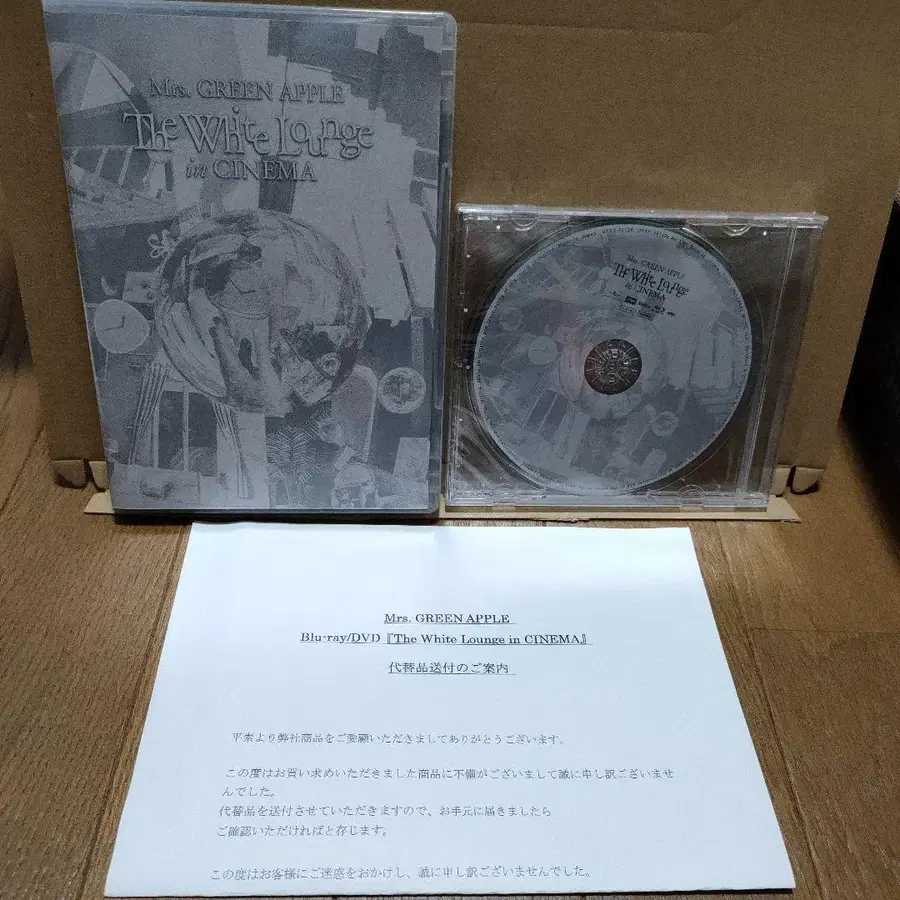 Mrs. GREEN APPLE
The White Lounge
in CINEMA
Mrs. GREEN APPLE
The White Lounge
in CINEMA
Mrs. GREEN APPLE
Blu-ray/DVD『The White Lounge in CINEMA』
代替品送付のご案内
平素より弊社商品をご愛顧いただきましてありがとうございます。
この度はお買い求めいただきました商品に不備がございまして誠に申し訳ございませ
んでした。
代替品を送付させていただきますので、お手元に届きましたら
ご確認いただければと存じます。
この度はお客様にご迷惑をおかけし、誠に申し訳ございませんでした。